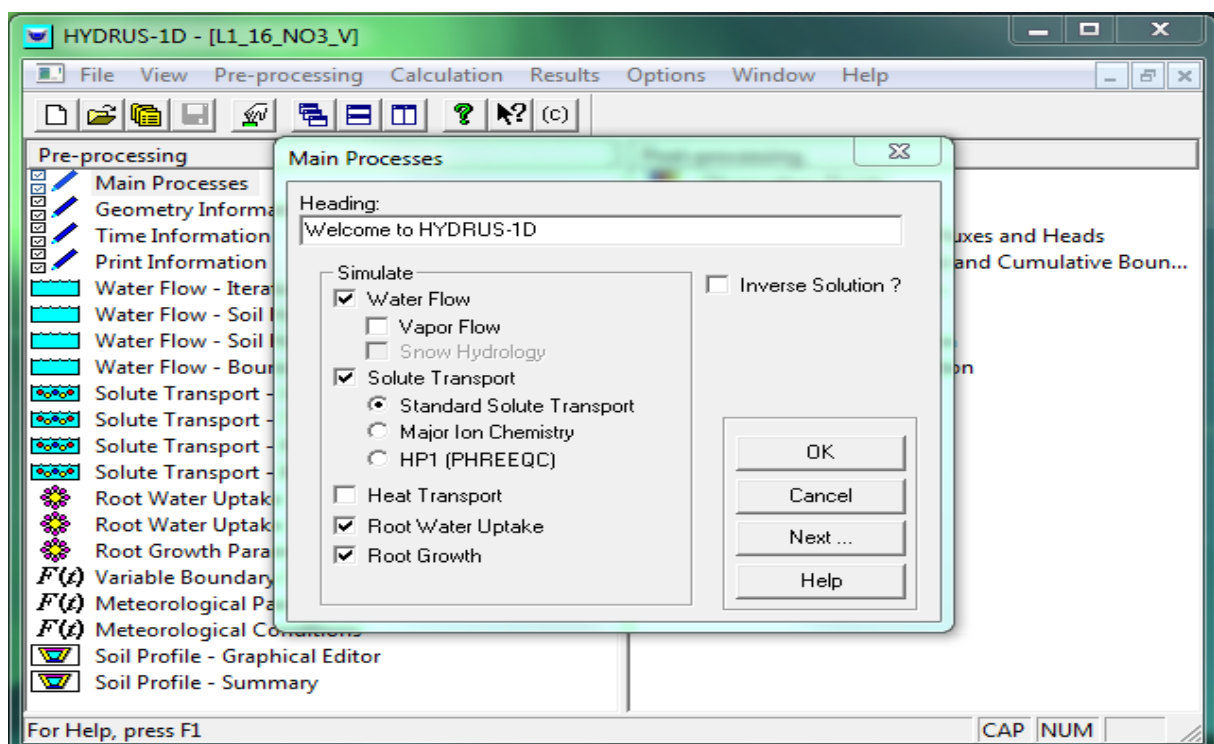 HYDRUS-1D - [L1_16_NO3_V]
File View Pre-processing Calculation Results Options Window Help
(c)
Pre-processing
Main Processes
Geometry Informa
Time Information
Print Information
Water Flow - Itera
Water Flow - Soil
Water Flow - Soil
Water Flow - Boun
Solute Transport -
Solute Transport -
Solute Transport -
Solute Transport -
Root Water Uptak
Root Water Uptak
Root Growth Para
F(t) Variable Boundary
F(t) Meteorological Pa
F(t) Meteorological Conditions
Soil Profile - Graphical Editor
Soil Profile - Summary
uxes and Heads
and Cumulative Boun...
on
Main Processes
Heading:
Welcome to HYDRUS-1D
Simulate
Water Flow
Vapor Flow
Snow Hydrology
Solute Transport
Standard Solute Transport
Major Ion Chemistry
HP1 (PHREEQC)
Heat Transport
Root Water Uptake
Root Growth
Inverse Solution ?
OK
Cancel
Next ...
Help
For Help, press F1
CAP NUM